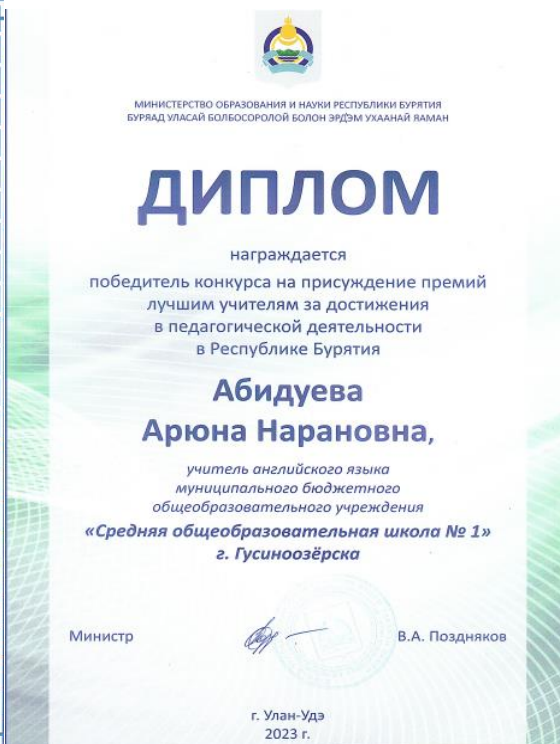 МИНИСТЕРСТВО ОБРАЗОВАНИЯ И НАУКИ РЕСПУБЛИКИ БУРЯТИЯ
БУРЯАД УЛАСАЙ БОЛБОСОРОЛОЙ БОЛОН ЭРДЭМ УХААНАЙ ЯАМАН
ДИПЛОМ
награждается
победитель конкурса на присуждение премий
лучшим учителям за достижения
в педагогической деятельности
в Республике Бурятия
Абидуева
Арюна Нарановна,
учитель английского языка
муниципального бюджетного
общеобразовательного учреждения
«Средняя общеобразовательная школа № 1»
г. Гусиноозёрска
Министр В.А. Поздняков
г. Улан-Удэ
2023 г.